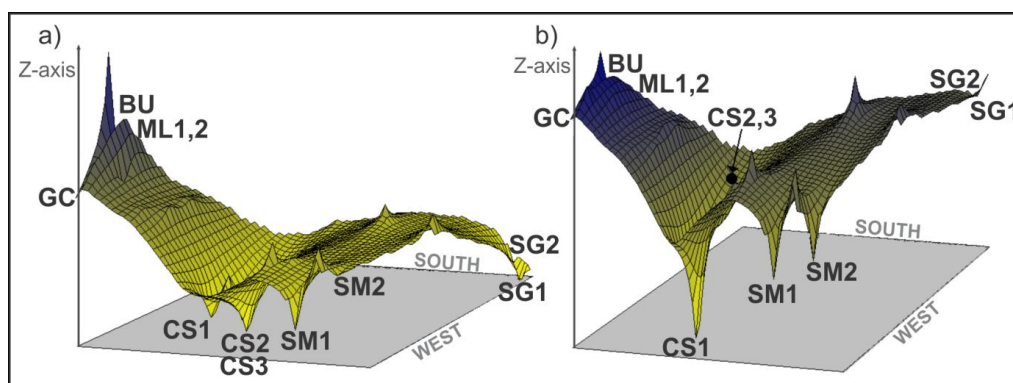 a)
Z-axis
BU
ML1,2
GC
SOUTH
SG2
SG1
SM2
CS1
CS2
CS3
SM1
WEST
b)
Z-axis
BU
ML1,2
SG2
SG1
CS2,3
GC
SOUTH
SM2
SM1
WEST
CS1